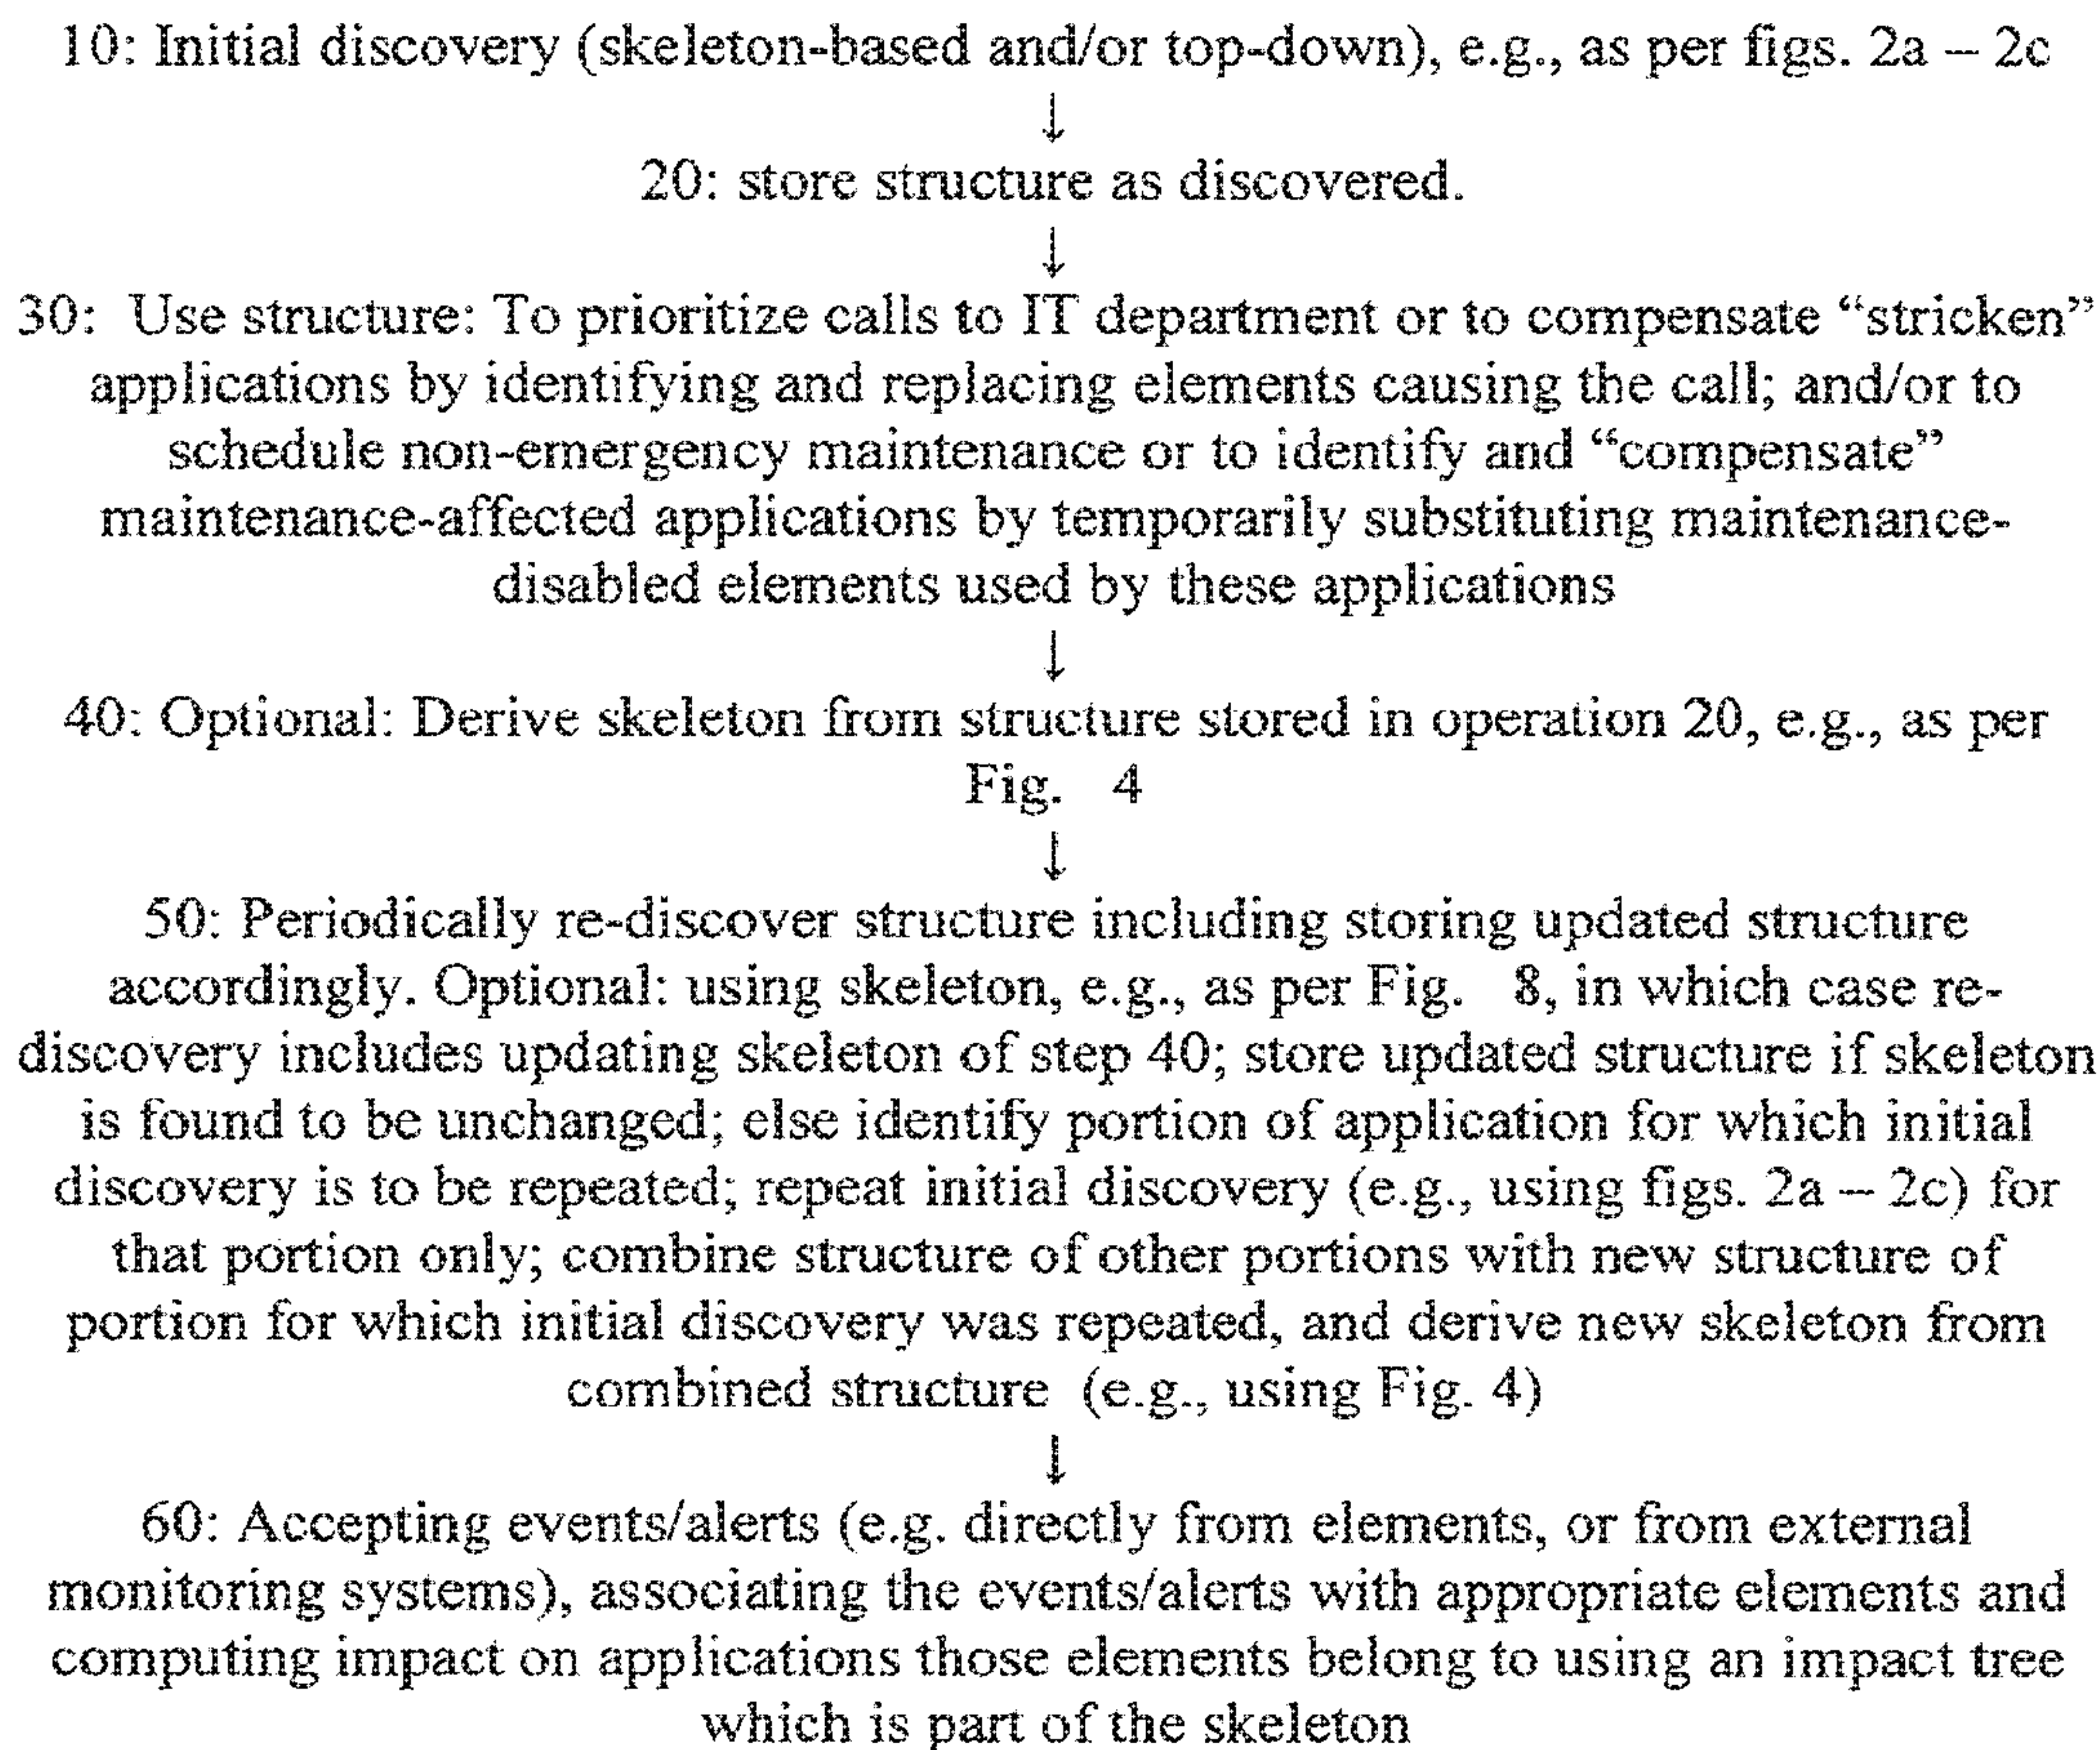 10: Initial discovery (skeleton-based and/or top-down), e.g., as per figs. 2a – 2c
↓
20: store structure as discovered.
↓
30: Use structure: To prioritize calls to IT department or to compensate “stricken”
applications by identifying and replacing elements causing the call; and/or to
schedule non-emergency maintenance or to identify and “compensate”
maintenance-affected applications by temporarily substituting maintenance-
disabled elements used by these applications
↓
40: Optional: Derive skeleton from structure stored in operation 20, e.g., as per
Fig. 4
↓
50: Periodically re-discover structure including storing updated structure
accordingly. Optional: using skeleton, e.g., as per Fig. 8, in which case re-
discovery includes updating skeleton of step 40; store updated structure if skeleton
is found to be unchanged; else identify portion of application for which initial
discovery is to be repeated; repeat initial discovery (e.g., using figs. 2a – 2c) for
that portion only; combine structure of other portions with new structure of
portion for which initial discovery was repeated, and derive new skeleton from
combined structure (e.g., using Fig. 4)
↓
60: Accepting events/alerts (e.g. directly from elements, or from external
monitoring systems), associating the events/alerts with appropriate elements and
computing impact on applications those elements belong to using an impact tree
which is part of the skeleton